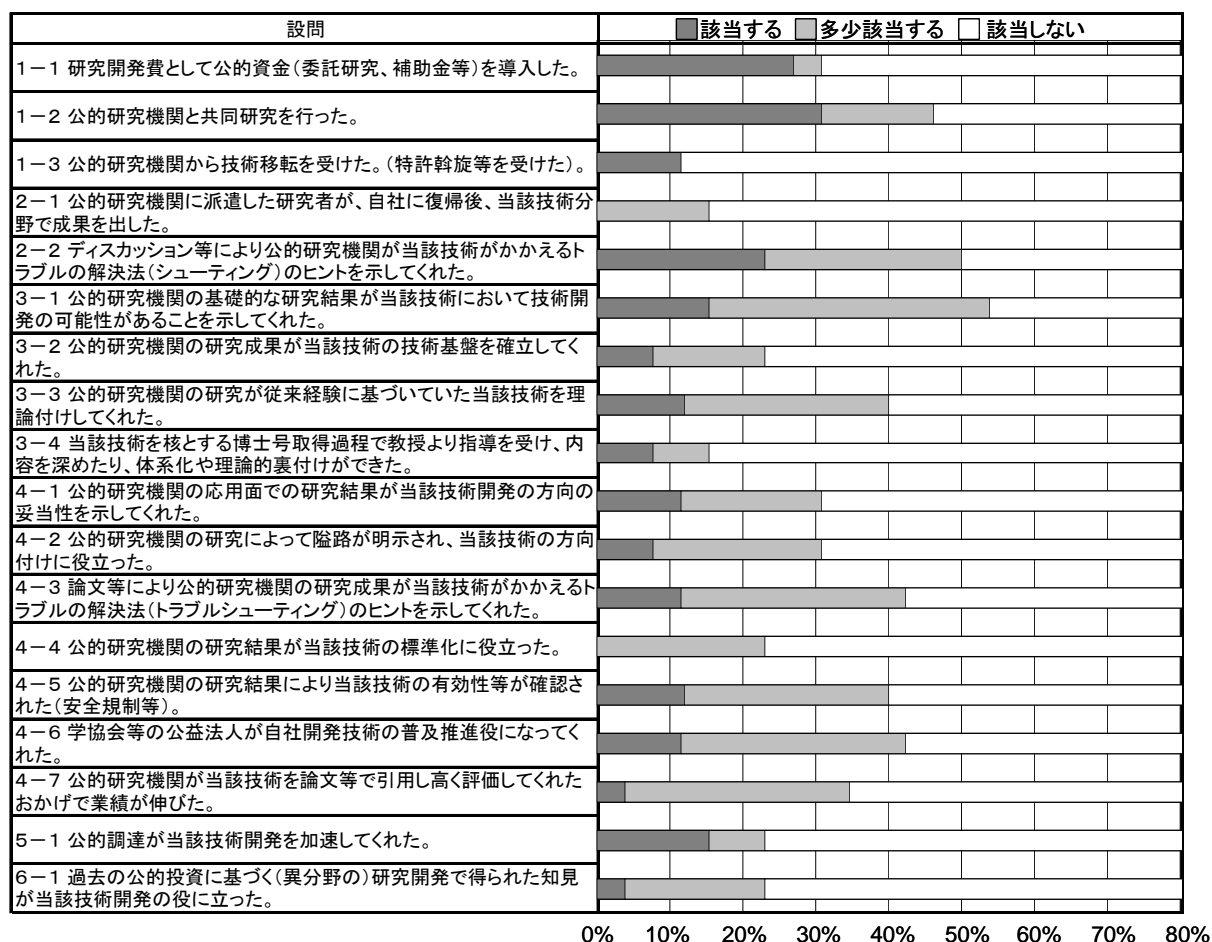 設問
該当する 多少該当する 該当しない
1－1 研究開発費として公的資金（委託研究、補助金等）を導入した。
1－2 公的研究機関と共同研究を行った。
1－3 公的研究機関から技術移転を受けた。（特許斡旋等を受けた）。
2－1 公的研究機関に派遣した研究者が、自社に復帰後、当該技術分
野で成果を出した。
2－2 ディスカッション等により公的研究機関が当該技術がかかえるト
ラブルの解決法（シューティング）のヒントを示してくれた。
3－1 公的研究機関の基礎的な研究結果が当該技術において技術開
発の可能性があることを示してくれた。
3－2 公的研究機関の研究成果が当該技術の技術基盤を確立してく
れた。
3－3 公的研究機関の研究が従来経験に基づいていた当該技術を理
論付けしてくれた。
3－4 当該技術を核とする博士号取得過程で教授より指導を受け、内
容を深めたり、体系化や理論的裏付けができた。
4－1 公的研究機関の応用面での研究結果が当該技術開発の方向の
妥当性を示してくれた。
4－2 公的研究機関の研究によって隘路が明示され、当該技術の方向
付けに役立った。
4－3 論文等により公的研究機関の研究成果が当該技術がかかえるト
ラブルの解決法（トラブルシューティング）のヒントを示してくれた。
4－4 公的研究機関の研究結果が当該技術の標準化に役立った。
4－5 公的研究機関の研究結果により当該技術の有効性等が確認さ
れた（安全規制等）。
4－6 学協会等の公益法人が自社開発技術の普及推進役になってく
れた。
4－7 公的研究機関が当該技術を論文等で引用し高く評価してくれた
おかげで業績が伸びた。
5－1 公的調達が当該技術開発を加速してくれた。
6－1 過去の公的投資に基づく（異分野の）研究開発で得られた知見
が当該技術開発の役に立った。
0% 10% 20% 30% 40% 50% 60% 70% 80%